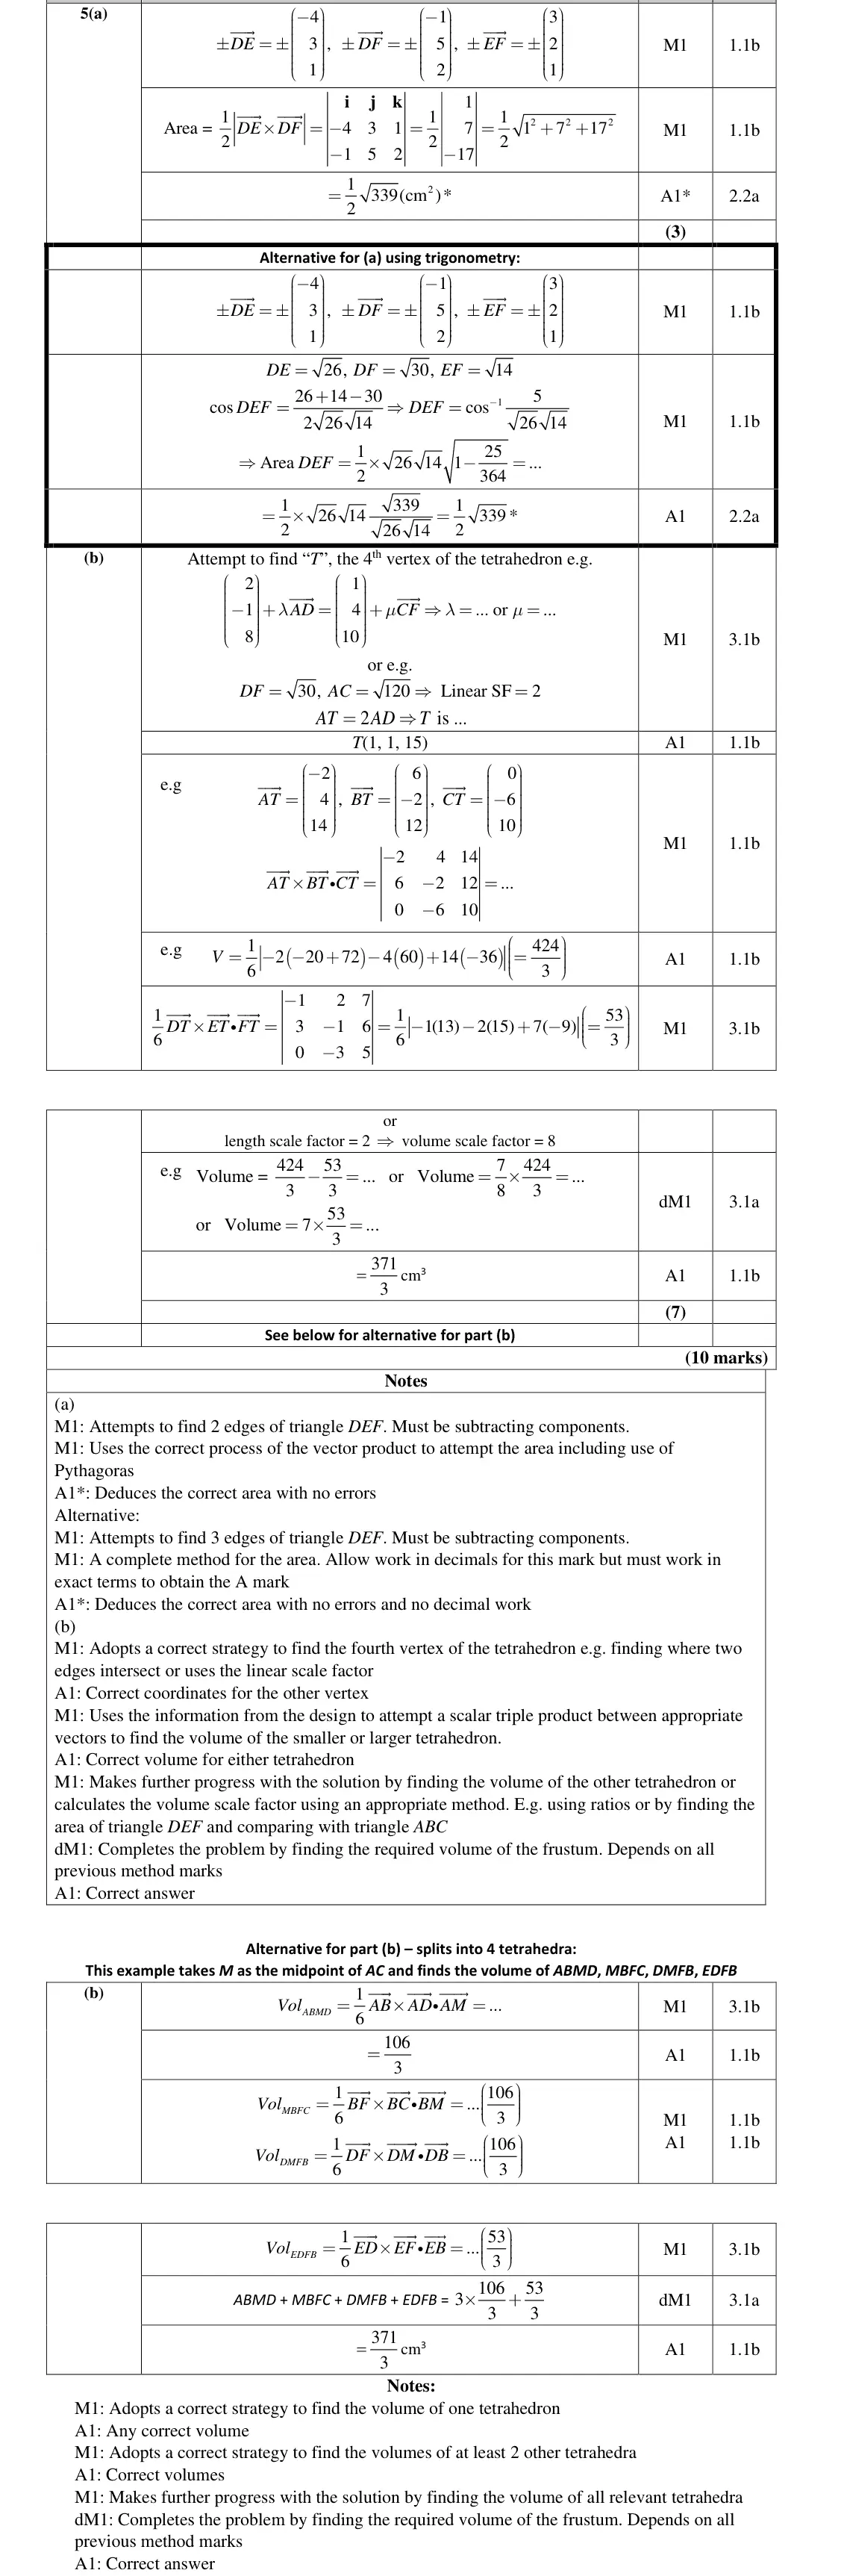 5(a)
±DE = ±(−4 3 1), ±DF = ±(−1 5 2), ±EF = ±(3 2 1) M1 1.1b
Area = 1/2|DE×DF| = |i j k −4 3 1 −1 5 2| = 1/2|1 7 −17| = 1/2√(1² + 7² + 17²) M1 1.1b
= 1/2√339 (cm²) * A1* 2.2a
(3)
Alternative for (a) using trigonometry:
±DE = ±(−4 3 1), ±DF = ±(−1 5 2), ±EF = ±(3 2 1) M1 1.1b
DE = √26, DF = √30, EF = √14
cos DEF = (26+14−30)/(2√26√14) ⇒ DEF = cos⁻¹ 5/(√26√14) M1 1.1b
⇒ Area DEF = 1/2 × √26√14 √(1 − 25/364) = ...
= 1/2 × √26√14 √339/(√26√14) = 1/2√339 * A1 2.2a
(b) Attempt to find “T”, the 4th vertex of the tetrahedron e.g.
(2 −1 8) + λAD = (1 4 10) + μCF ⇒ λ = ... or μ = ... M1 3.1b
or e.g.
DF = √30, AC = √120 ⇒ Linear SF = 2
AT = 2AD ⇒ T is ...
T(1, 1, 15) A1 1.1b
e.g AT = (−2 4 14), BT = (6 −2 12), CT = (0 −6 10)
M1 1.1b
AT × BT•CT = |−2 4 14 6 −2 12 0 −6 10| = ...
e.g V = 1/6|−2(−20+72) − 4(60) + 14(−36)| (= 424/3) A1 1.1b
1/6 DT × ET•FT = |−1 2 7 3 −1 6 0 −3 5| = 1/6|−1(13) − 2(15) + 7(−9)| (= 53/3) M1 3.1b
or
length scale factor = 2 ⇒ volume scale factor = 8
e.g Volume = 424/3 − 53/3 = ... or Volume = 7/8 × 424/3 = ...
dM1 3.1a
or Volume = 7 × 53/3 = ...
= 371/3 cm³ A1 1.1b
(7)
See below for alternative for part (b)
(10 marks)
Notes
(a)
M1: Attempts to find 2 edges of triangle DEF. Must be subtracting components.
M1: Uses the correct process of the vector product to attempt the area including use of
Pythagoras
A1*: Deduces the correct area with no errors
Alternative:
M1: Attempts to find 3 edges of triangle DEF. Must be subtracting components.
M1: A complete method for the area. Allow work in decimals for this mark but must work in
exact terms to obtain the A mark
A1*: Deduces the correct area with no errors and no decimal work
(b)
M1: Adopts a correct strategy to find the fourth vertex of the tetrahedron e.g. finding where two
edges intersect or uses the linear scale factor
A1: Correct coordinates for the other vertex
M1: Uses the information from the design to attempt a scalar triple product between appropriate
vectors to find the volume of the smaller or larger tetrahedron.
A1: Correct volume for either tetrahedron
M1: Makes further progress with the solution by finding the volume of the other tetrahedron or
calculates the volume scale factor using an appropriate method. E.g. using ratios or by finding the
area of triangle DEF and comparing with triangle ABC
dM1: Completes the problem by finding the required volume of the frustum. Depends on all
previous method marks
A1: Correct answer
Alternative for part (b) – splits into 4 tetrahedra:
This example takes M as the midpoint of AC and finds the volume of ABMD, MBFC, DMFB, EDFB
(b) Vol_ABMD = 1/6 AB × AD•AM = ... M1 3.1b
= 106/3 A1 1.1b
Vol_MBFC = 1/6 BF × BC•BM = ...(106/3) M1 1.1b
Vol_DMFB = 1/6 DF × DM•DB = ...(106/3) A1 1.1b
Vol_EDFB = 1/6 ED × EF•EB = ...(53/3) M1 3.1b
ABMD + MBFC + DMFB + EDFB = 3 × 106/3 + 53/3 dM1 3.1a
= 371/3 cm³ A1 1.1b
Notes:
M1: Adopts a correct strategy to find the volume of one tetrahedron
A1: Any correct volume
M1: Adopts a correct strategy to find the volumes of at least 2 other tetrahedra
A1: Correct volumes
M1: Makes further progress with the solution by finding the volume of all relevant tetrahedra
dM1: Completes the problem by finding the required volume of the frustum. Depends on all
previous method marks
A1: Correct answer